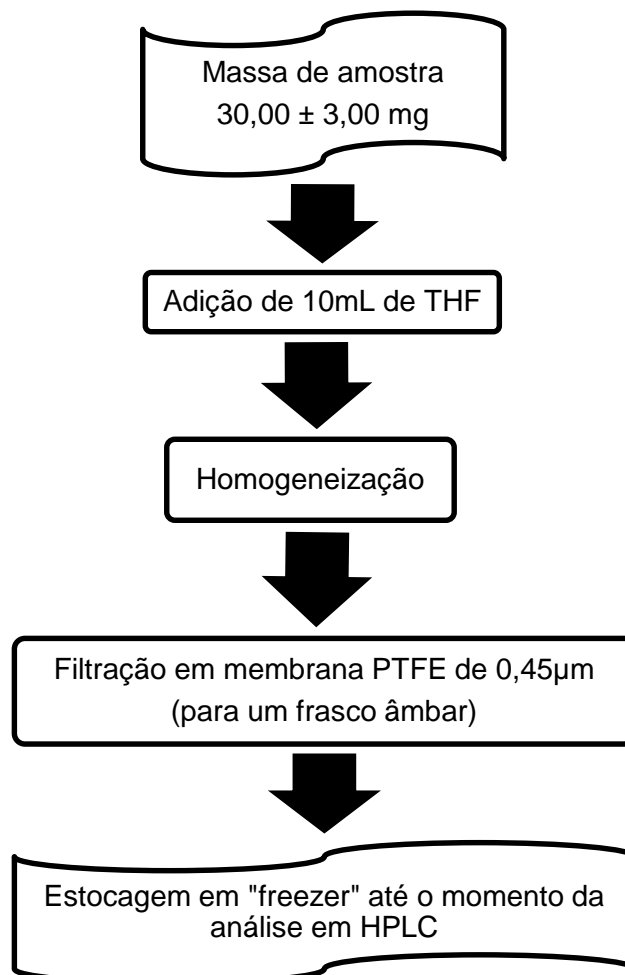 Massa de amostra
30,00 ± 3,00 mg
Adição de 10mL de THF
Homogeneização
Filtração em membrana PTFE de 0,45µm
(para um frasco âmbar)
Estocagem em "freezer" até o momento da
análise em HPLC